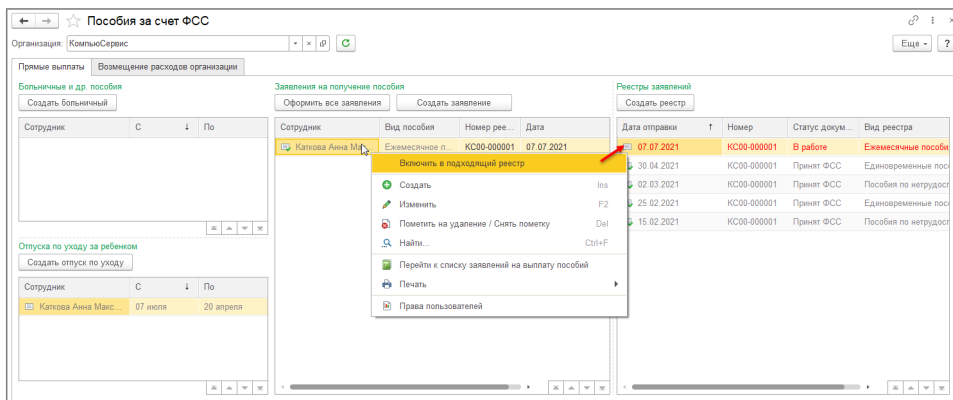 Пособия за счет ФСС
Организация: КомпьюСервис
Еще
?
Прямые выплаты
Возмещение расходов организации
Больничные и др. пособия
Создать больничный
Сотрудник С ↓ По
Отпуска по уходу за ребенком
Создать отпуск по уходу
Сотрудник С ↓ По
Каткова Анна Макс... 07 июля 20 апреля
Заявления на получение пособия
Оформить все заявления
Создать заявление
Сотрудник Вид пособия Номер рее... Дата
Каткова Анна Ма Ежемесячное п... КС00-000001 07.07.2021
Включить в подходящий реестр
Создать Ins
Изменить F2
Пометить на удаление / Снять пометку Del
Найти... Ctrl+F
Перейти к списку заявлений на выплату пособий
Печать
Права пользователей
Реестры заявлений
Создать реестр
Дата отправки ↑ Номер Статус докум... Вид реестра
07.07.2021 КС00-000001 В работе Ежемесячные пособи
30.04.2021 КС00-000001 Принят ФСС Единовременные посо
02.03.2021 КС00-000001 Принят ФСС Пособия по нетрудосп
25.02.2021 КС00-000001 Принят ФСС Единовременные посо
15.02.2021 КС00-000001 Принят ФСС Пособия по нетрудосп